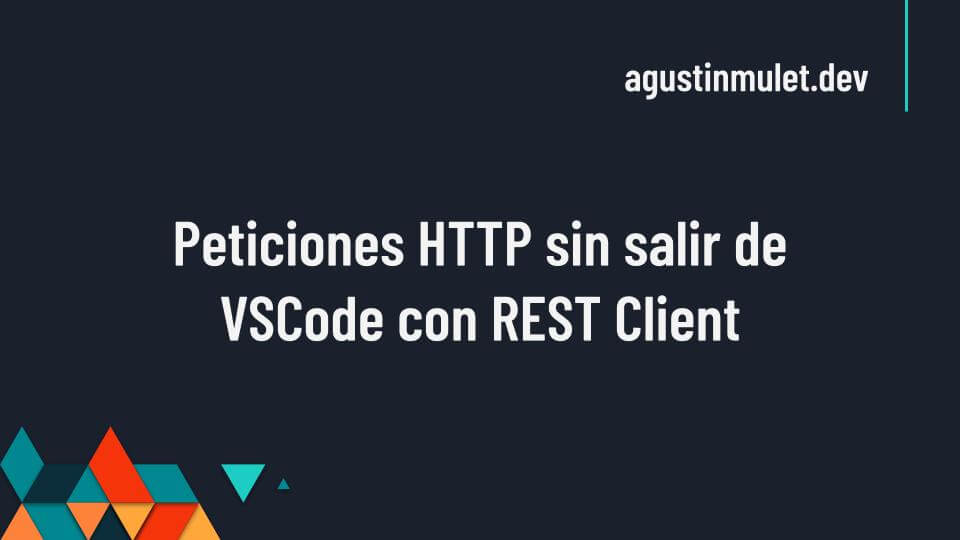 agustinmulet.dev
Peticiones HTTP sin salir de
VSCode con REST Client